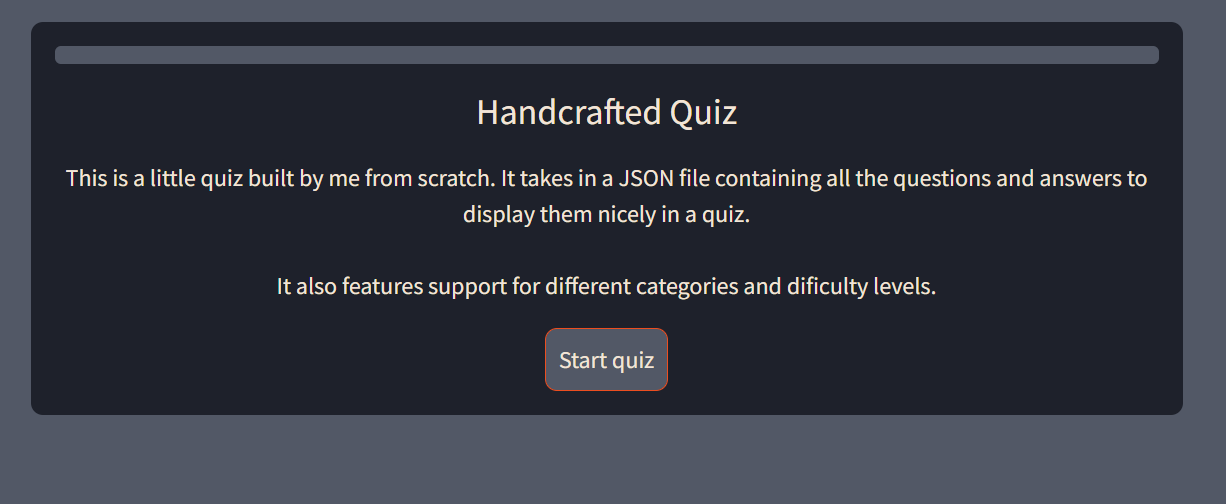 Handcrafted Quiz
This is a little quiz built by me from scratch. It takes in a JSON file containing all the questions and answers to
display them nicely in a quiz.
It also features support for different categories and dificulty levels.
Start quiz